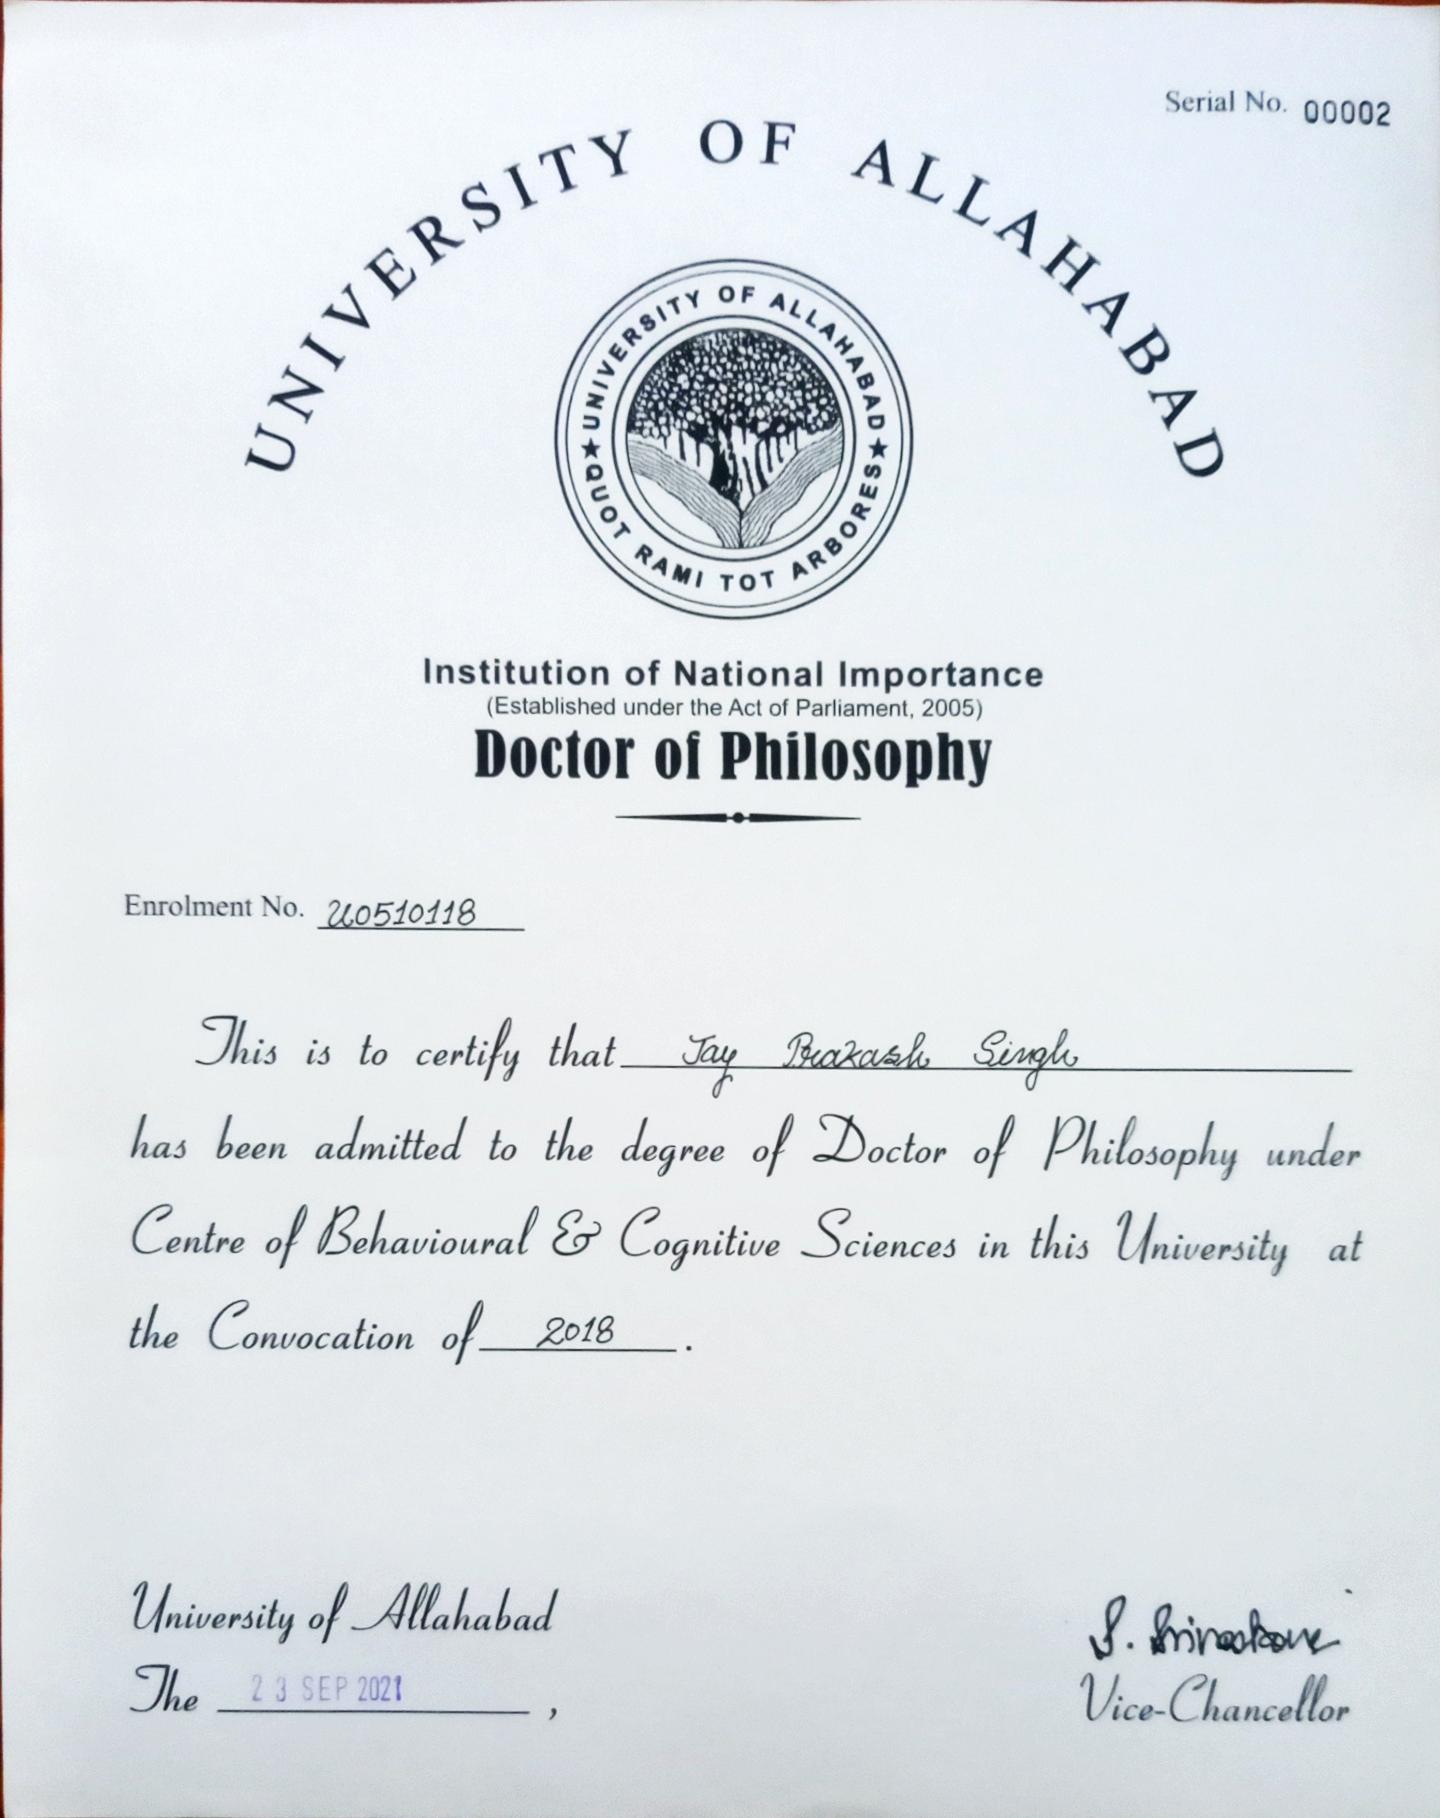 Serial No. 00002
UNIVERSITY OF ALLAHABAD
UNIVERSITY OF ALLAHABAD
★ QUOT RAMI TOT ARBORES ★
Institution of National Importance
(Established under the Act of Parliament, 2005)
Doctor of Philosophy
Enrolment No. U0510118
This is to certify that Jay Prakash Singh
has been admitted to the degree of Doctor of Philosophy under
Centre of Behavioural & Cognitive Sciences in this University at
the Convocation of 2018 .
University of Allahabad
S. Srivastava
The 23 SEP 2021 ,
Vice-Chancellor